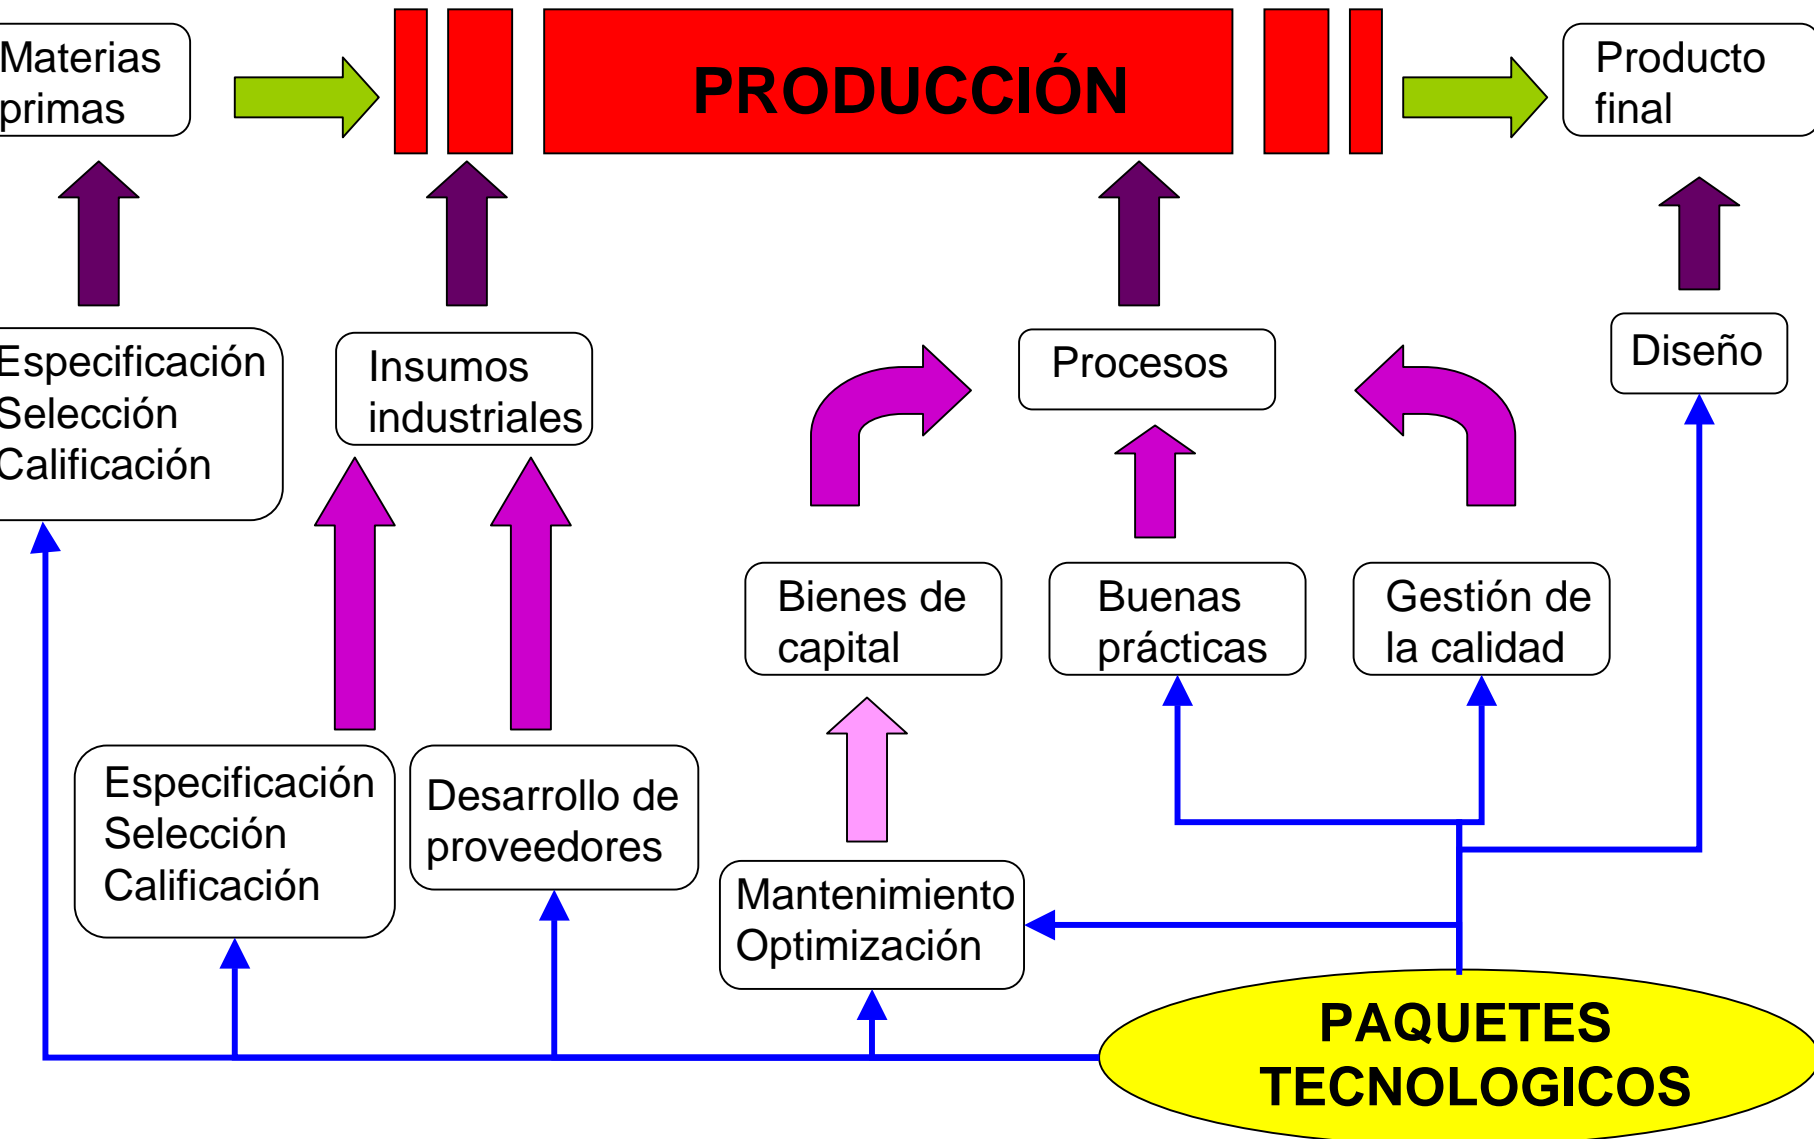 Materias
primas
PRODUCCIÓN
Producto
final
Especificación
Selección
Calificación
Insumos
industriales
Procesos
Diseño
Bienes de
capital
Buenas
prácticas
Gestión de
la calidad
Especificación
Selección
Calificación
Desarrollo de
proveedores
Mantenimiento
Optimización
PAQUETES
TECNOLOGICOS